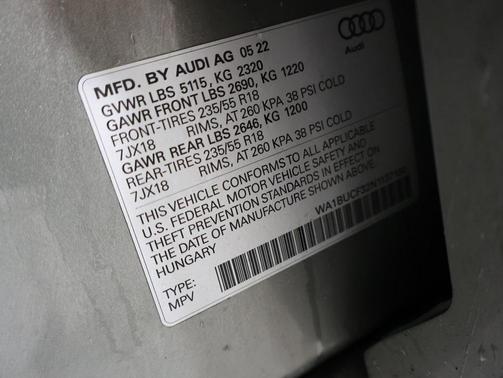 MFD. BY AUDI AG 05 22
Audi
GVWR LBS 5115, KG 2320
GAWR FRONT LBS 2690, KG 1220
FRONT-TIRES 235/55 R18
7JX18 RIMS, AT 260 KPA 38 PSI COLD
GAWR REAR LBS 2646, KG 1200
REAR-TIRES 235/55 R18
7JX18 RIMS, AT 260 KPA 38 PSI COLD
THIS VEHICLE CONFORMS TO ALL APPLICABLE
U.S. FEDERAL MOTOR VEHICLE SAFETY AND
THEFT PREVENTION STANDARDS IN EFFECT ON
THE DATE OF MANUFACTURE SHOWN ABOVE.
HUNGARY
TYPE:
MPV